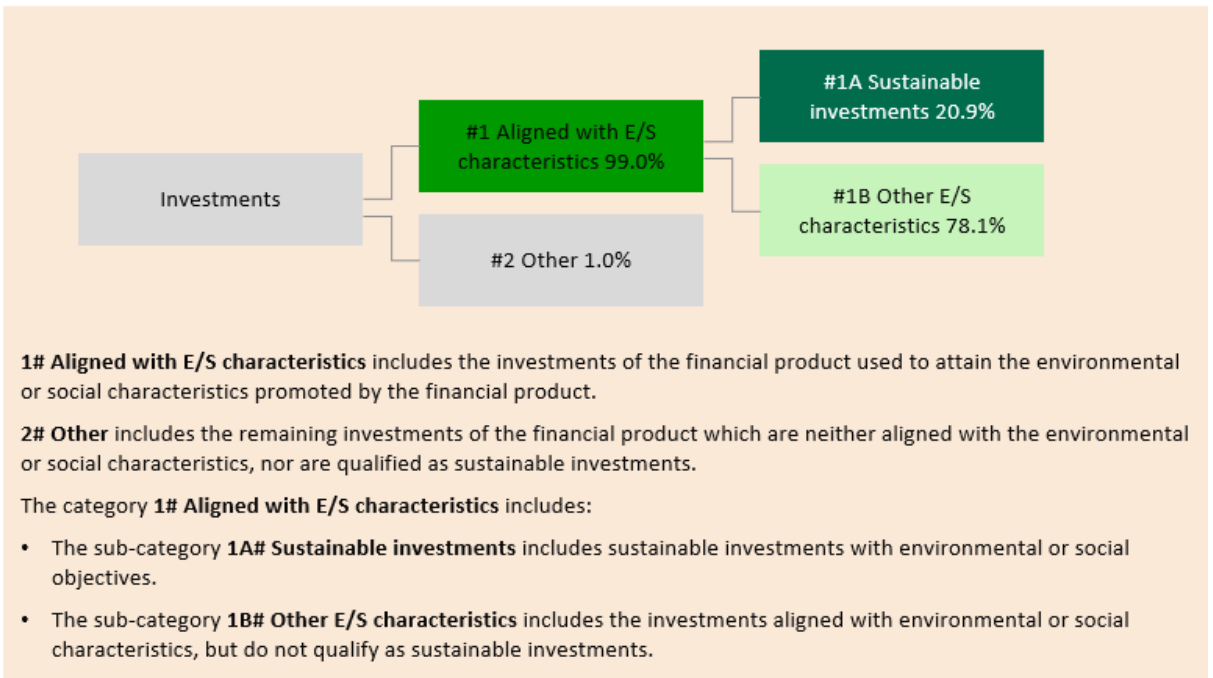 #1A Sustainable
investments 20.9%
#1 Aligned with E/S
characteristics 99.0%
Investments
#1B Other E/S
characteristics 78.1%
#2 Other 1.0%
1# Aligned with E/S characteristics includes the investments of the financial product used to attain the environmental
or social characteristics promoted by the financial product.
2# Other includes the remaining investments of the financial product which are neither aligned with the environmental
or social characteristics, nor are qualified as sustainable investments.
The category 1# Aligned with E/S characteristics includes:
• The sub-category 1A# Sustainable investments includes sustainable investments with environmental or social
objectives.
• The sub-category 1B# Other E/S characteristics includes the investments aligned with environmental or social
characteristics, but do not qualify as sustainable investments.